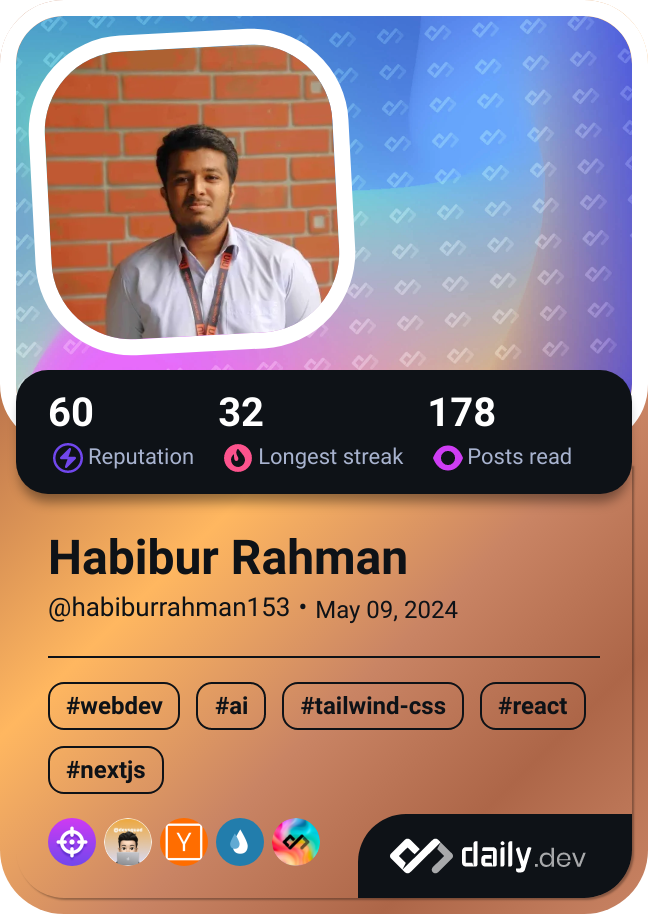 60 32 178
Reputation Longest streak Posts read
Habibur Rahman
@habiburrahman153 • May 09, 2024
#webdev #ai #tailwind-css #react
#nextjs
Y
daily.dev